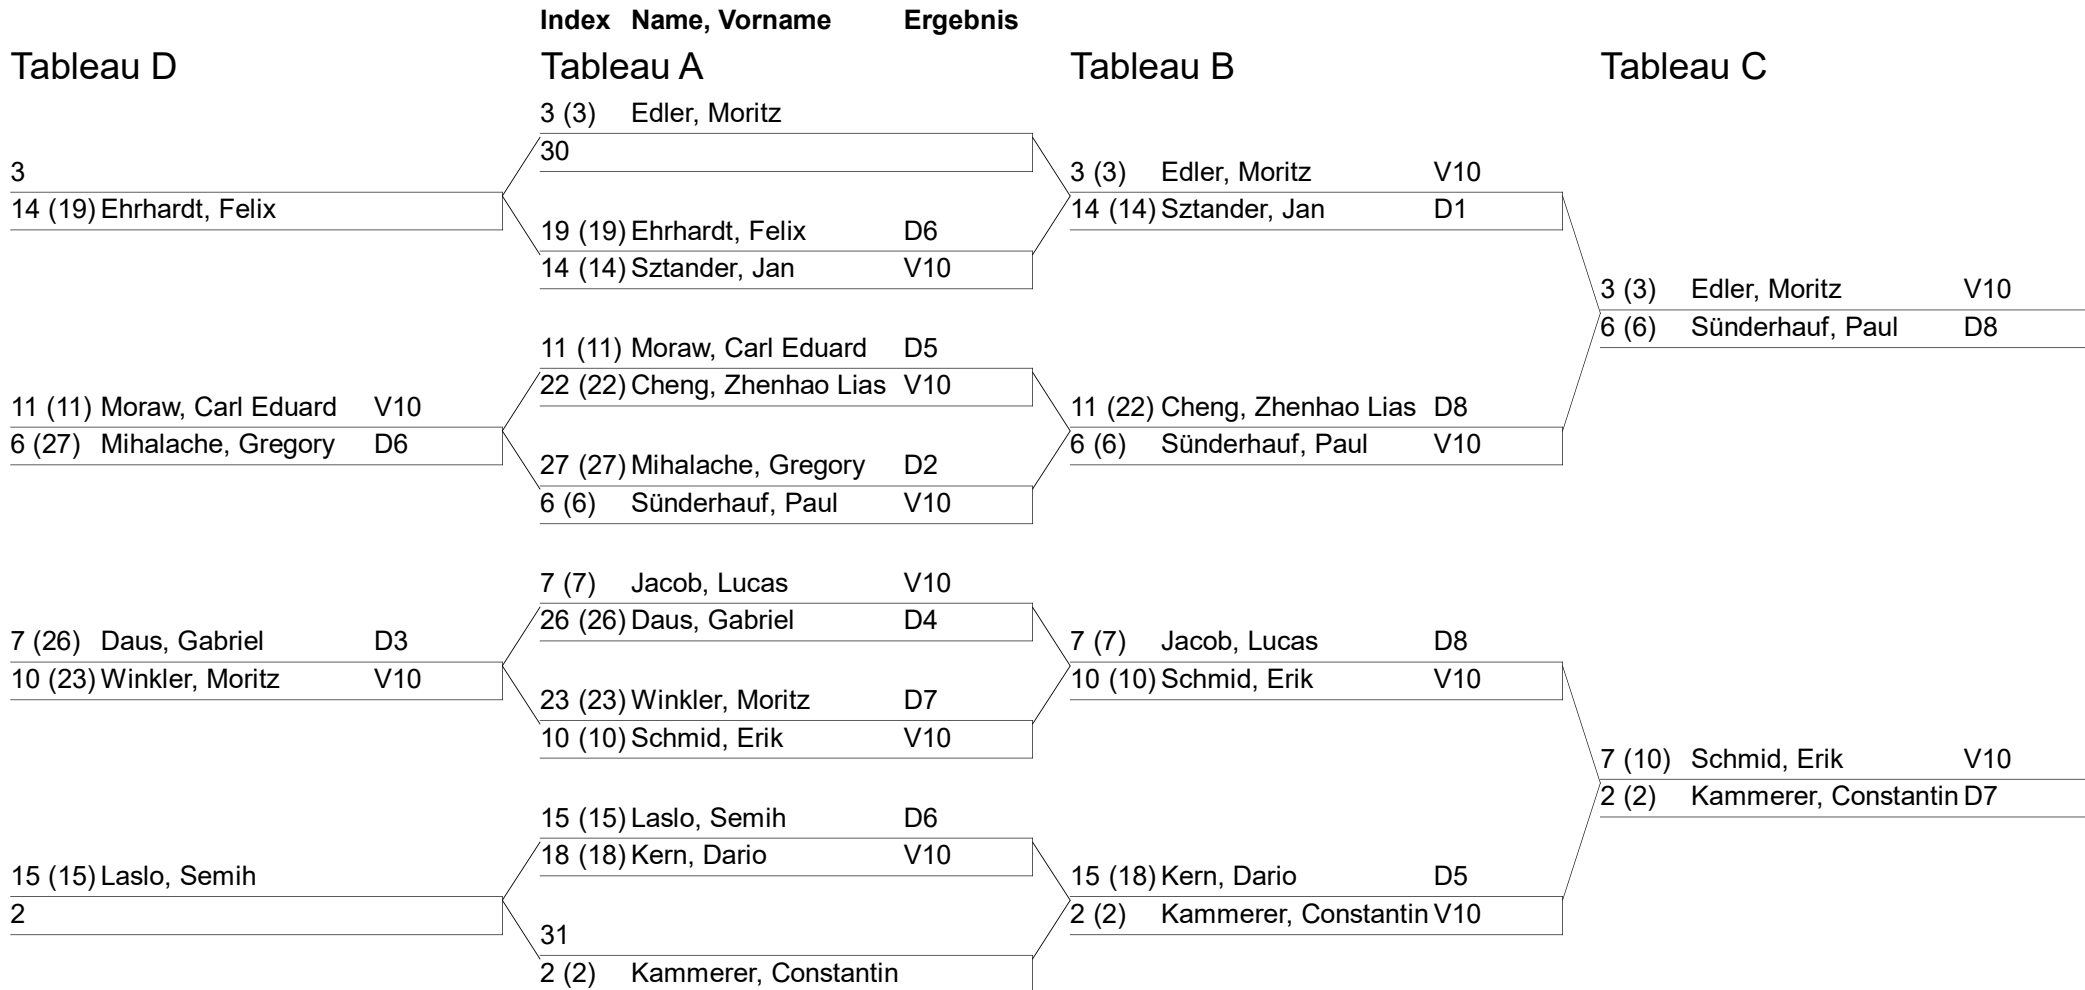 Index Name, Vorname Ergebnis
Tableau D Tableau A Tableau B Tableau C
3 (3) Edler, Moritz
30
3 3 (3) Edler, Moritz V10
14 (19) Ehrhardt, Felix 14 (14) Sztander, Jan D1
19 (19) Ehrhardt, Felix D6
14 (14) Sztander, Jan V10
3 (3) Edler, Moritz V10
6 (6) Sünderhauf, Paul D8
11 (11) Moraw, Carl Eduard D5
22 (22) Cheng, Zhenhao Lias V10
11 (11) Moraw, Carl Eduard V10 11 (22) Cheng, Zhenhao Lias D8
6 (27) Mihalache, Gregory D6 6 (6) Sünderhauf, Paul V10
27 (27) Mihalache, Gregory D2
6 (6) Sünderhauf, Paul V10
7 (7) Jacob, Lucas V10
26 (26) Daus, Gabriel D4
7 (26) Daus, Gabriel D3 7 (7) Jacob, Lucas D8
10 (23) Winkler, Moritz V10 10 (10) Schmid, Erik V10
23 (23) Winkler, Moritz D7
10 (10) Schmid, Erik V10
7 (10) Schmid, Erik V10
2 (2) Kammerer, Constantin D7
15 (15) Laslo, Semih D6
18 (18) Kern, Dario V10
15 (15) Laslo, Semih 15 (18) Kern, Dario D5
2 2 (2) Kammerer, Constantin V10
31
2 (2) Kammerer, Constantin